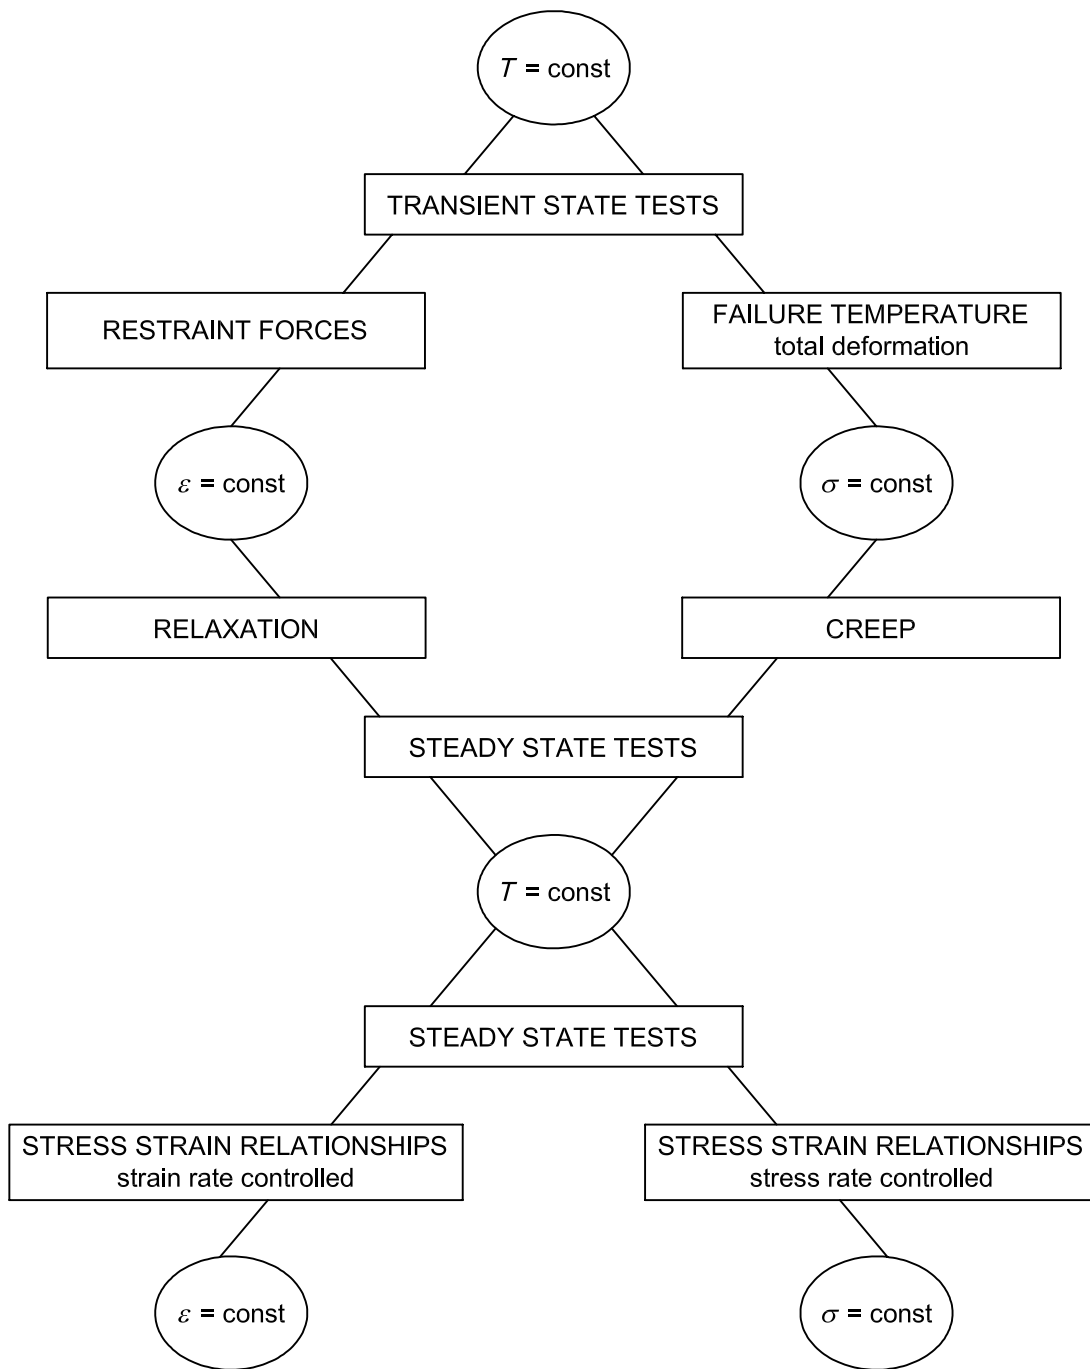 T = const
TRANSIENT STATE TESTS
RESTRAINT FORCES
FAILURE TEMPERATURE
total deformation
ε = const
σ = const
RELAXATION
CREEP
STEADY STATE TESTS
T = const
STEADY STATE TESTS
STRESS STRAIN RELATIONSHIPS
strain rate controlled
STRESS STRAIN RELATIONSHIPS
stress rate controlled
ε = const
σ = const